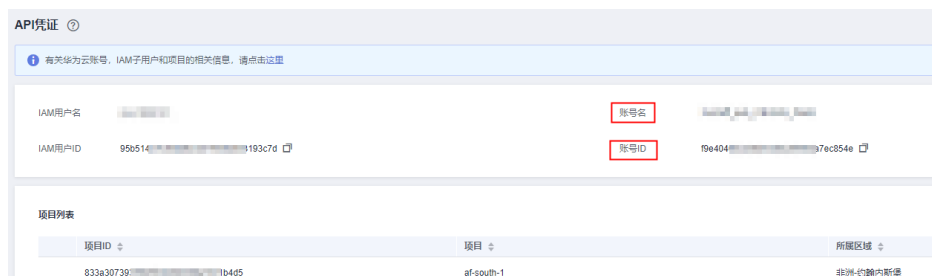 API凭证
有关华为云账号，IAM子用户和项目的相关信息，请点击这里
IAM用户名 账号名
IAM用户ID 95b514 4193c7d 账号ID f9e404 a7ec854e
项目列表
项目ID 项目 所属区域
833a30739 1b4d5 af-south-1 非洲-约翰内斯堡